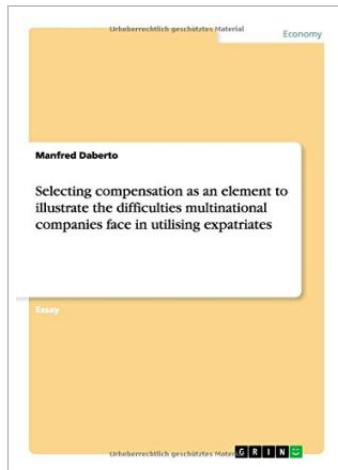 Urheberrechtlich geschütztes Material
Economy
Manfred Daberto
Selecting compensation as an element to
illustrate the difficulties multinational
companies face in utilising expatriates
Essay
Urheberrechtlich geschütztes Material
GRIN